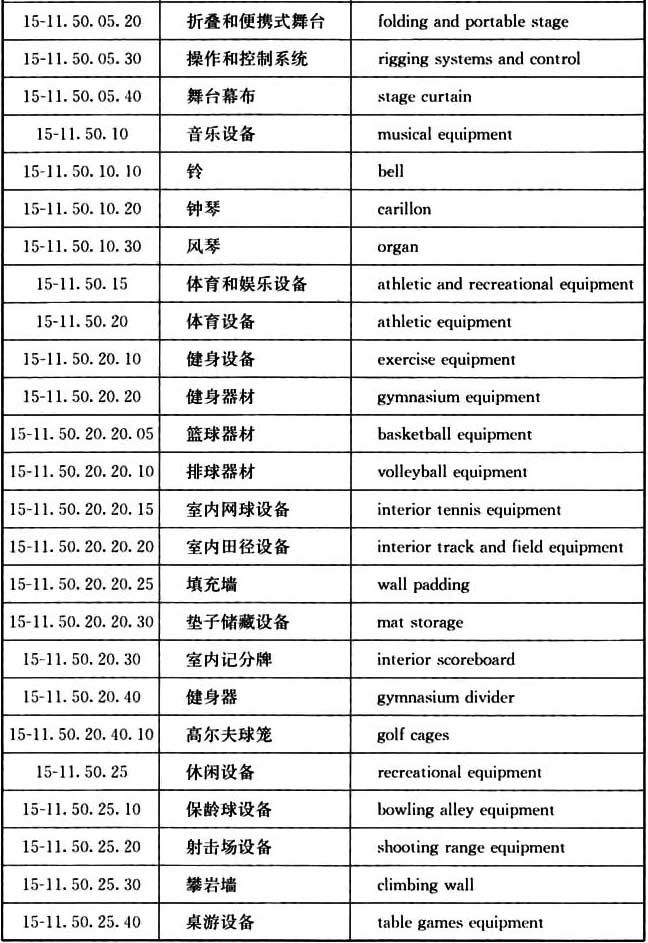 15-11.50.05.20 折叠和便携式舞台 folding and portable stage
15-11.50.05.30 操作和控制系统 rigging systems and control
15-11.50.05.40 舞台幕布 stage curtain
15-11.50.10 音乐设备 musical equipment
15-11.50.10.10 铃 bell
15-11.50.10.20 钟琴 carillon
15-11.50.10.30 风琴 organ
15-11.50.15 体育和娱乐设备 athletic and recreational equipment
15-11.50.20 体育设备 athletic equipment
15-11.50.20.10 健身设备 exercise equipment
15-11.50.20.20 健身器材 gymnasium equipment
15-11.50.20.20.05 篮球器材 basketball equipment
15-11.50.20.20.10 排球器材 volleyball equipment
15-11.50.20.20.15 室内网球设备 interior tennis equipment
15-11.50.20.20.20 室内田径设备 interior track and field equipment
15-11.50.20.20.25 填充墙 wall padding
15-11.50.20.20.30 垫子储藏设备 mat storage
15-11.50.20.30 室内记分牌 interior scoreboard
15-11.50.20.40 健身器 gymnasium divider
15-11.50.20.40.10 高尔夫球笼 golf cages
15-11.50.25 休闲设备 recreational equipment
15-11.50.25.10 保龄球设备 bowling alley equipment
15-11.50.25.20 射击场设备 shooting range equipment
15-11.50.25.30 攀岩墙 climbing wall
15-11.50.25.40 桌游设备 table games equipment